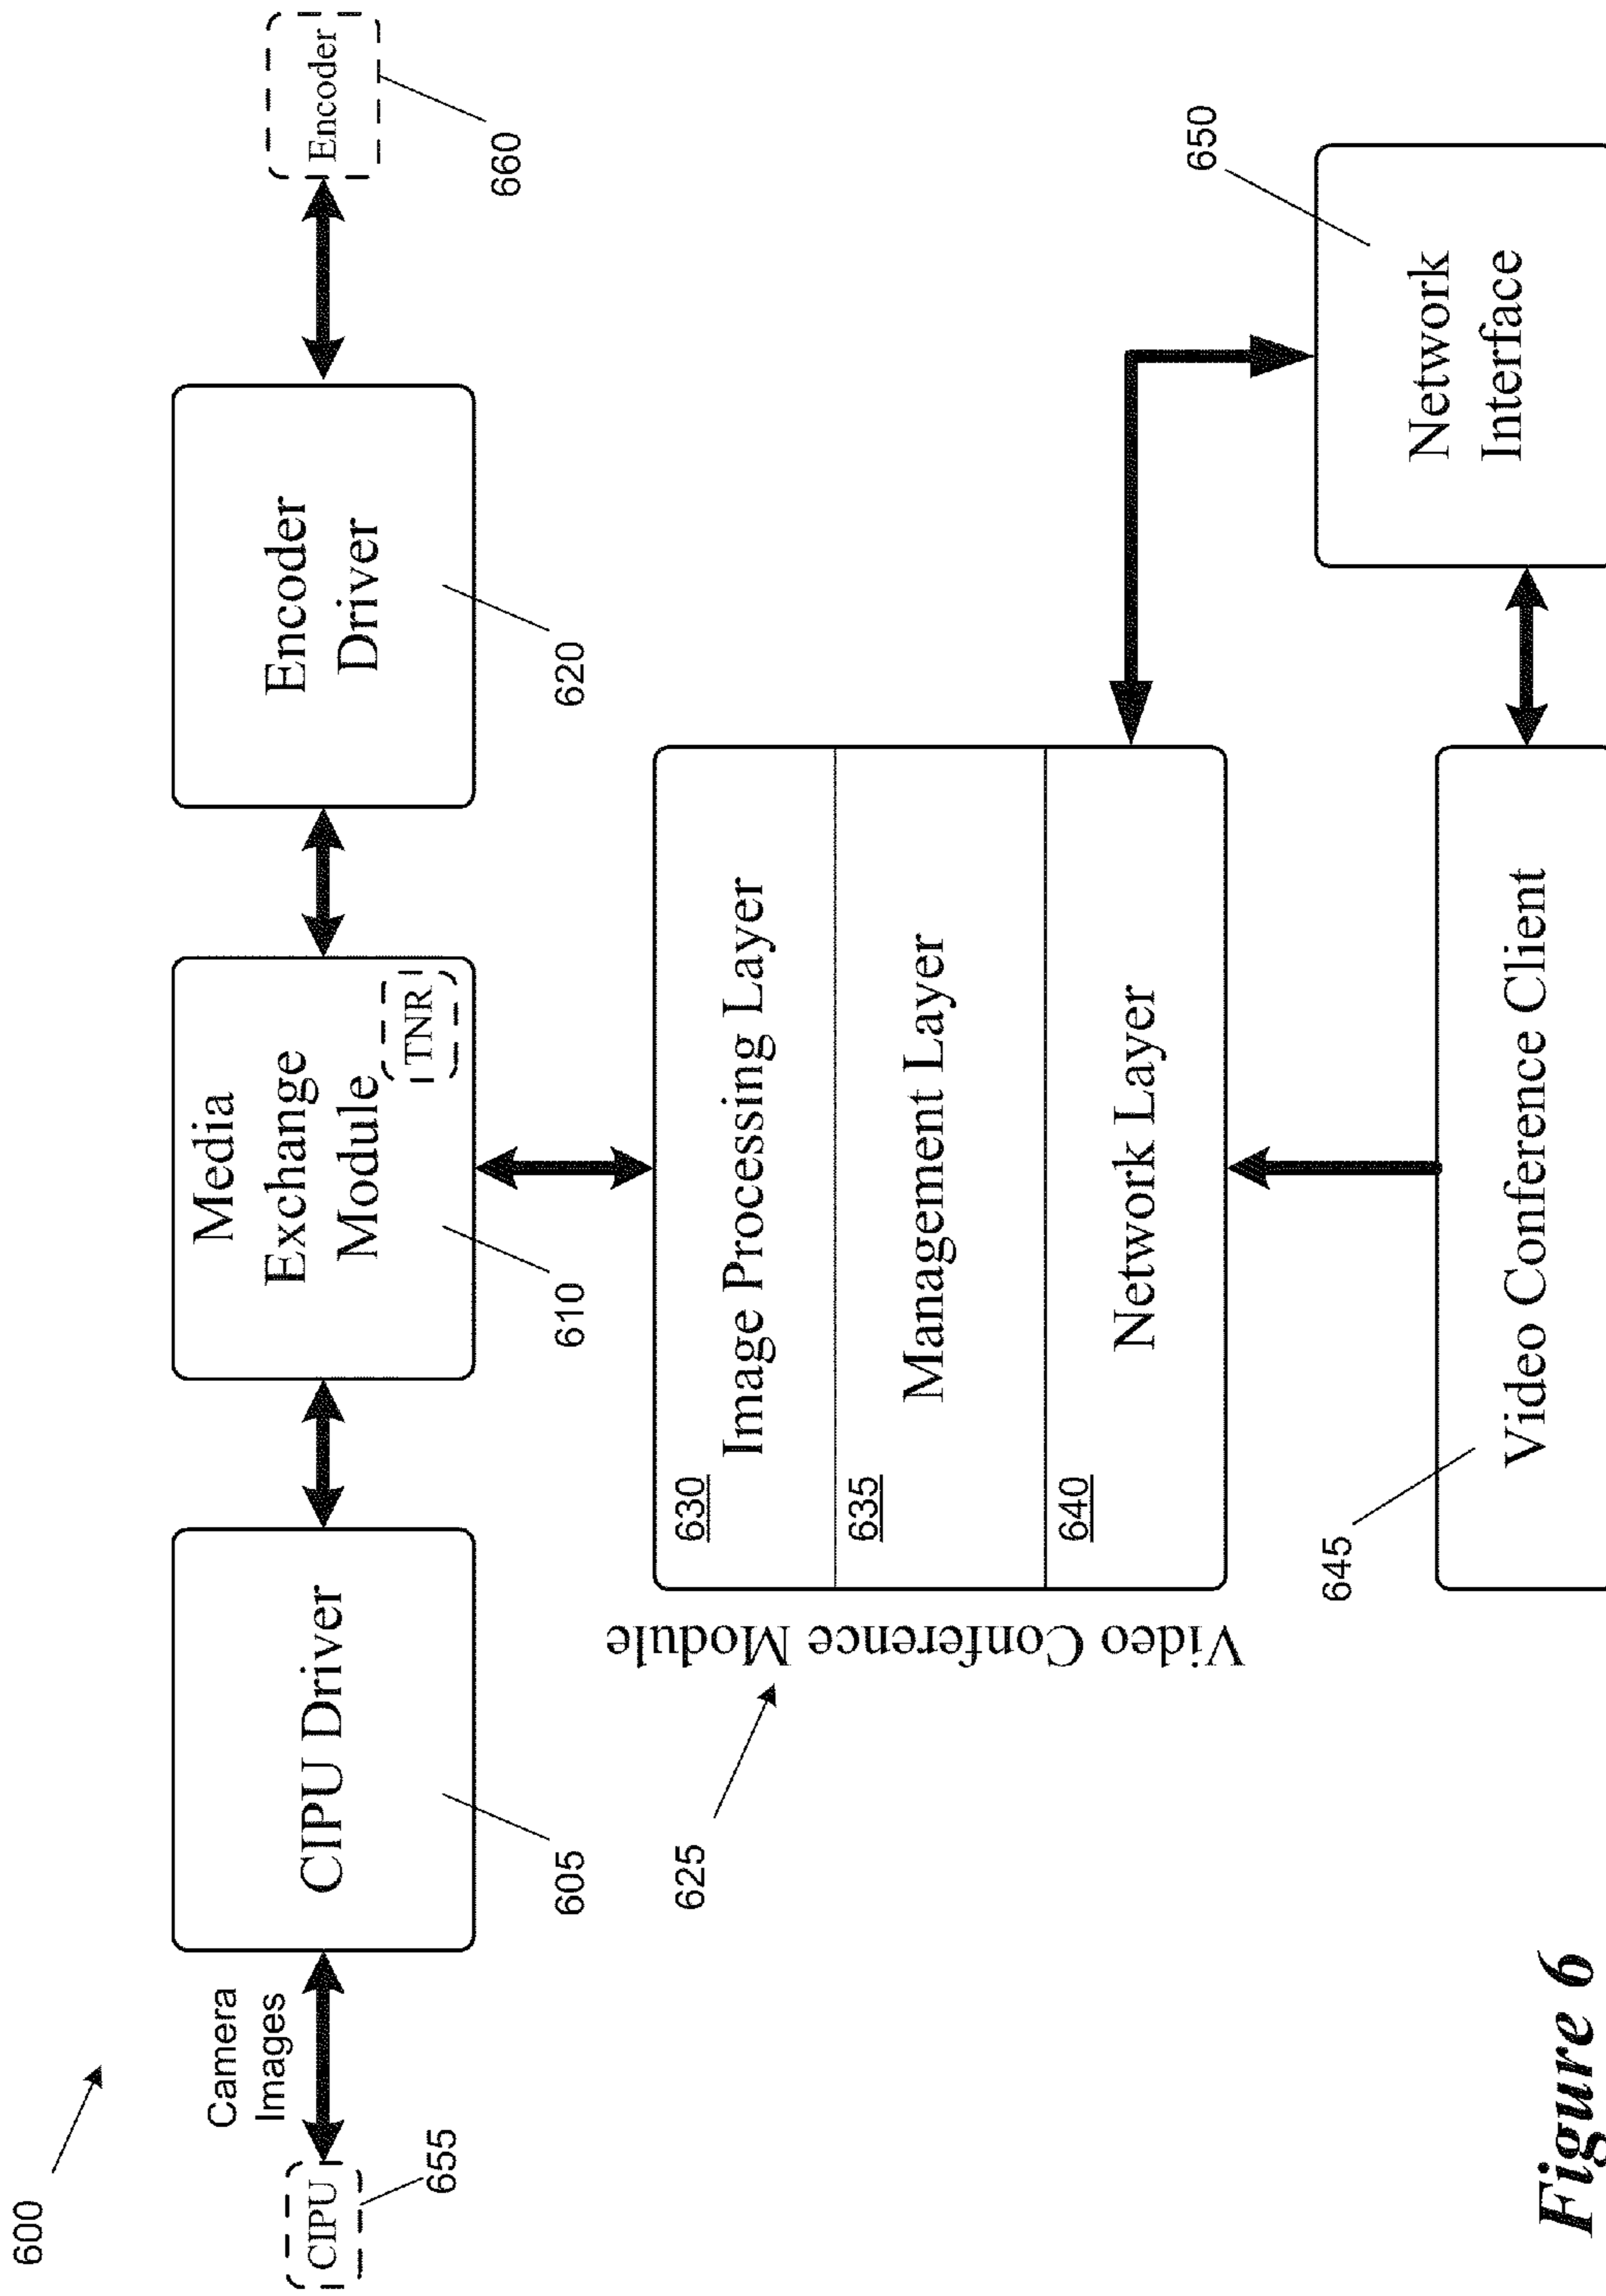 600
Camera
Images
CIPU
655
CIPU Driver
605
Media
Exchange
Module
TNR
610
Encoder
Driver
620
Encoder
660
625
Video Conference Module
630
Image Processing Layer
635
Management Layer
640
Network Layer
650
Network
Interface
645
Video Conference Client
Figure 6